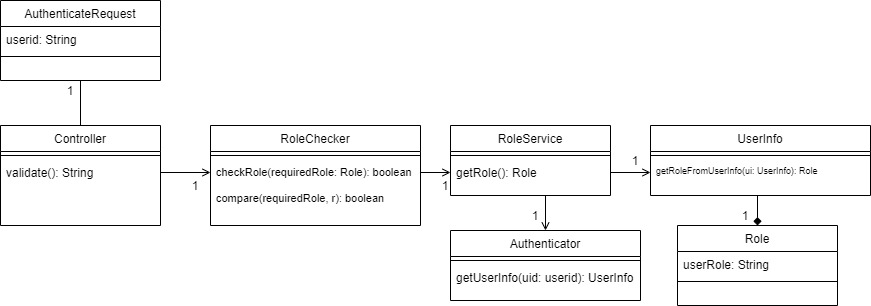 AuthenticateRequest
userid: String
1
Controller
validate(): String
1
RoleChecker
checkRole(requiredRole: Role): boolean
compare(requiredRole, r): boolean
1
RoleService
getRole(): Role
1
UserInfo
getRoleFromUserInfo(ui: UserInfo): Role
1
Authenticator
getUserInfo(uid: userid): UserInfo
1
Role
userRole: String